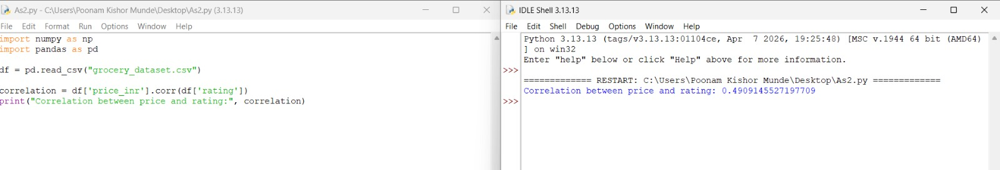 As2.py - C:\Users\Poonam Kishor Munde\Desktop\As2.py (3.13.13)
File Edit Format Run Options Window Help
import numpy as np
import pandas as pd
df = pd.read_csv("grocery_dataset.csv")
correlation = df['price_inr'].corr(df['rating'])
print("Correlation between price and rating:", correlation)
IDLE Shell 3.13.13
File Edit Shell Debug Options Window Help
Python 3.13.13 (tags/v3.13.13:01104ce, Apr  7 2026, 19:25:48) [MSC v.1944 64 bit (AMD64)
] on win32
Enter "help" below or click "Help" above for more information.
>>>
============= RESTART: C:\Users\Poonam Kishor Munde\Desktop\As2.py =============
Correlation between price and rating: 0.4909145527197709
>>>